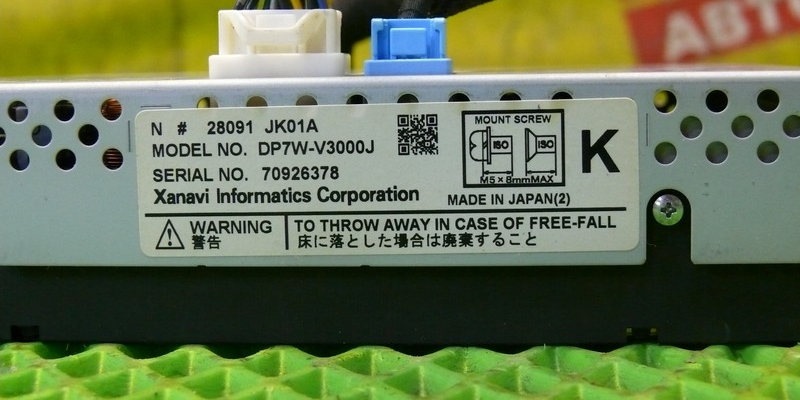 АВТО
N # 28091 JK01A
MODEL NO. DP7W-V3000J
SERIAL NO. 70926378
Xanavi Informatics Corporation
MOUNT SCREW
ISO ISO
M5×8mmMAX
K
MADE IN JAPAN(2)
WARNING
警告
TO THROW AWAY IN CASE OF FREE-FALL
床に落とした場合は廃棄すること